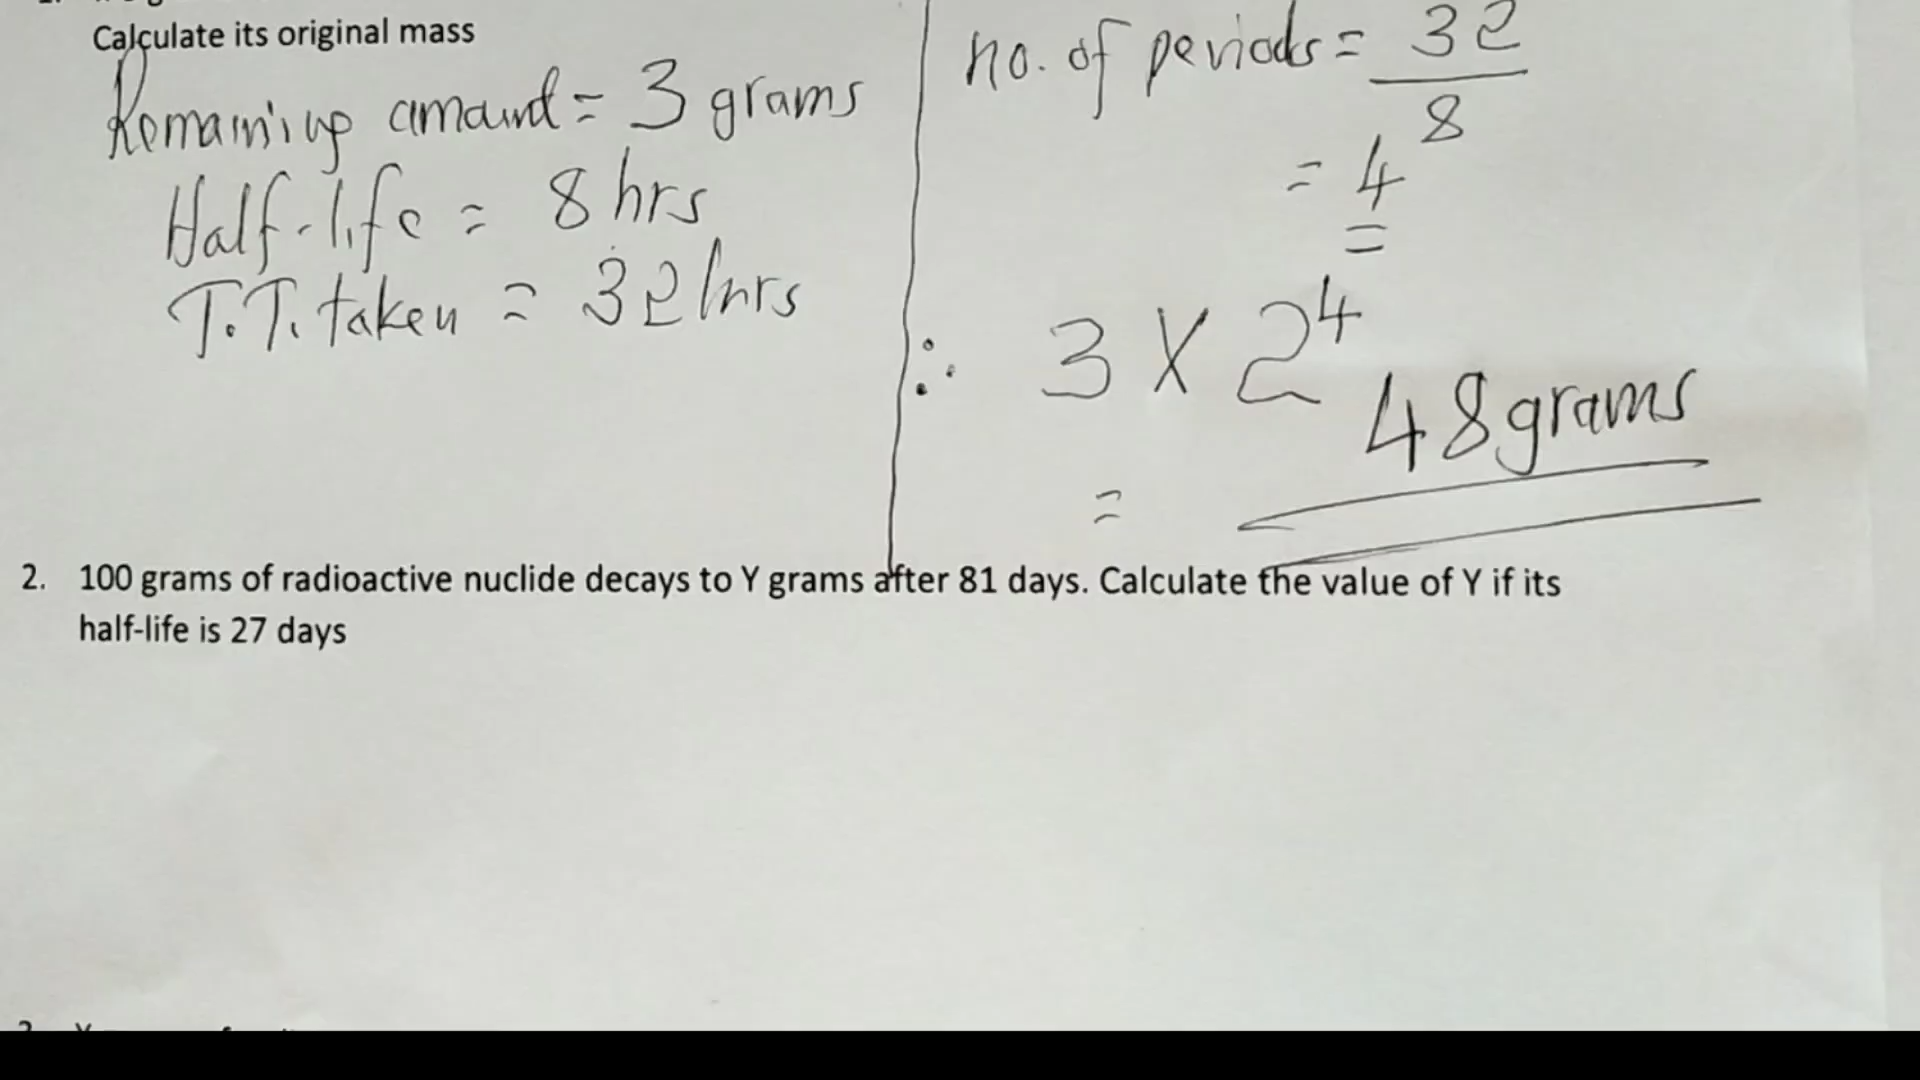 Calculate its original mass
Remaining amount = 3 grams
Half-life = 8 hrs
T.T. taken = 32 hrs
no. of periods = 32
8
= 4
=
∴ 3 X 2⁴
48 grams
=
2. 100 grams of radioactive nuclide decays to Y grams after 81 days. Calculate the value of Y if its
half-life is 27 days